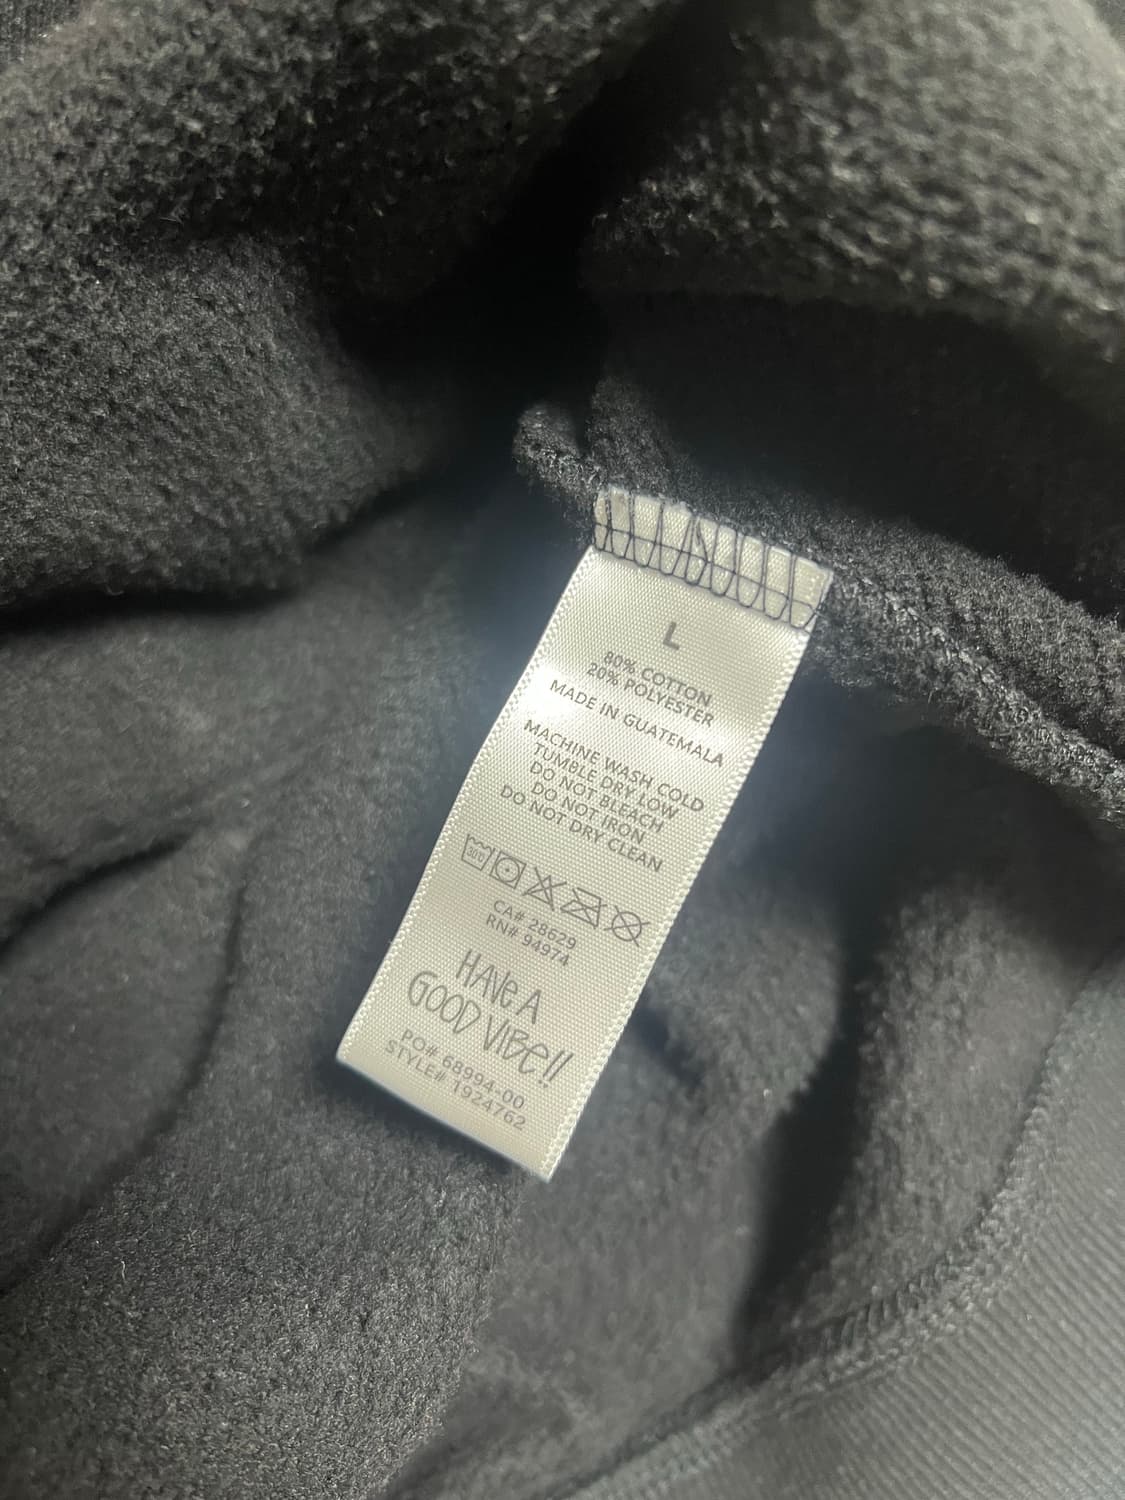 L
80% COTTON
20% POLYESTER
MADE IN GUATEMALA
MACHINE WASH COLD
TUMBLE DRY LOW
DO NOT BLEACH
DO NOT IRON
DO NOT DRY CLEAN
CA# 28629
RN# 94974
HAVE A
GOOD VIBE!!
PO# 68994-00
STYLE# 1924762